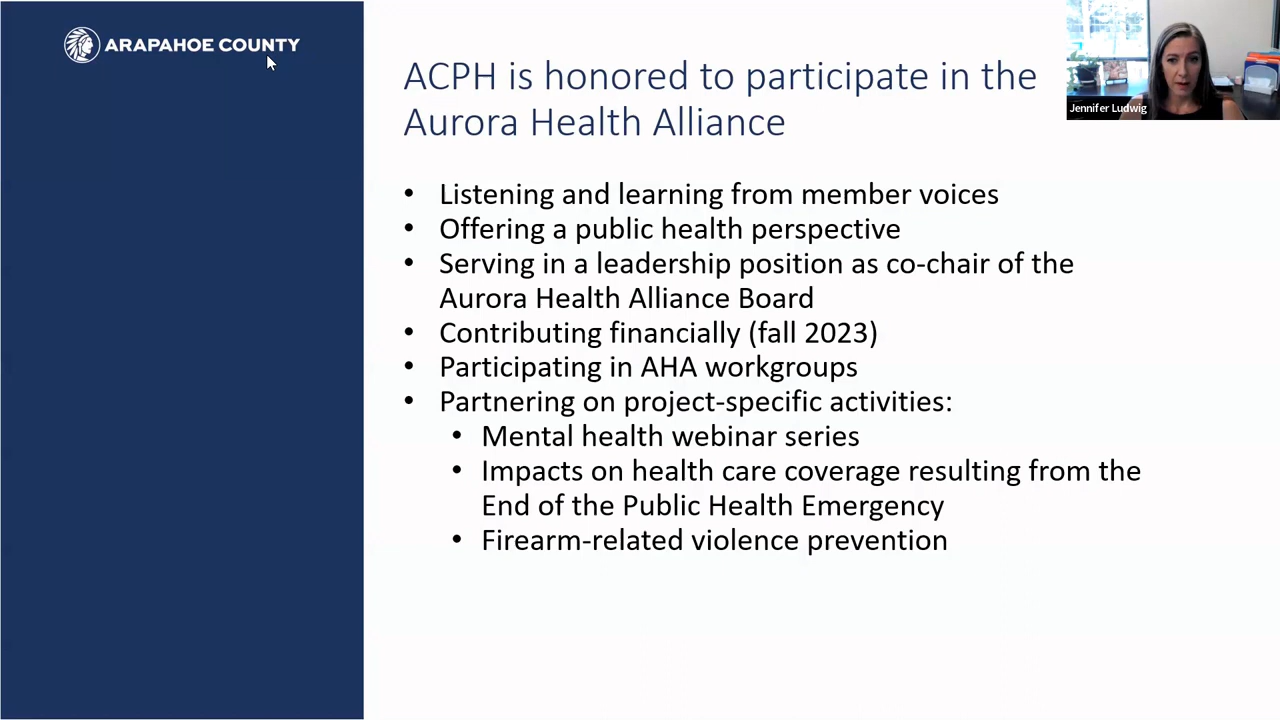 ARAPAHOE COUNTY
ACPH is honored to participate in the
Aurora Health Alliance
Jennifer Ludwig
• Listening and learning from member voices
• Offering a public health perspective
• Serving in a leadership position as co-chair of the
Aurora Health Alliance Board
• Contributing financially (fall 2023)
• Participating in AHA workgroups
• Partnering on project-specific activities:
• Mental health webinar series
• Impacts on health care coverage resulting from the
End of the Public Health Emergency
• Firearm-related violence prevention